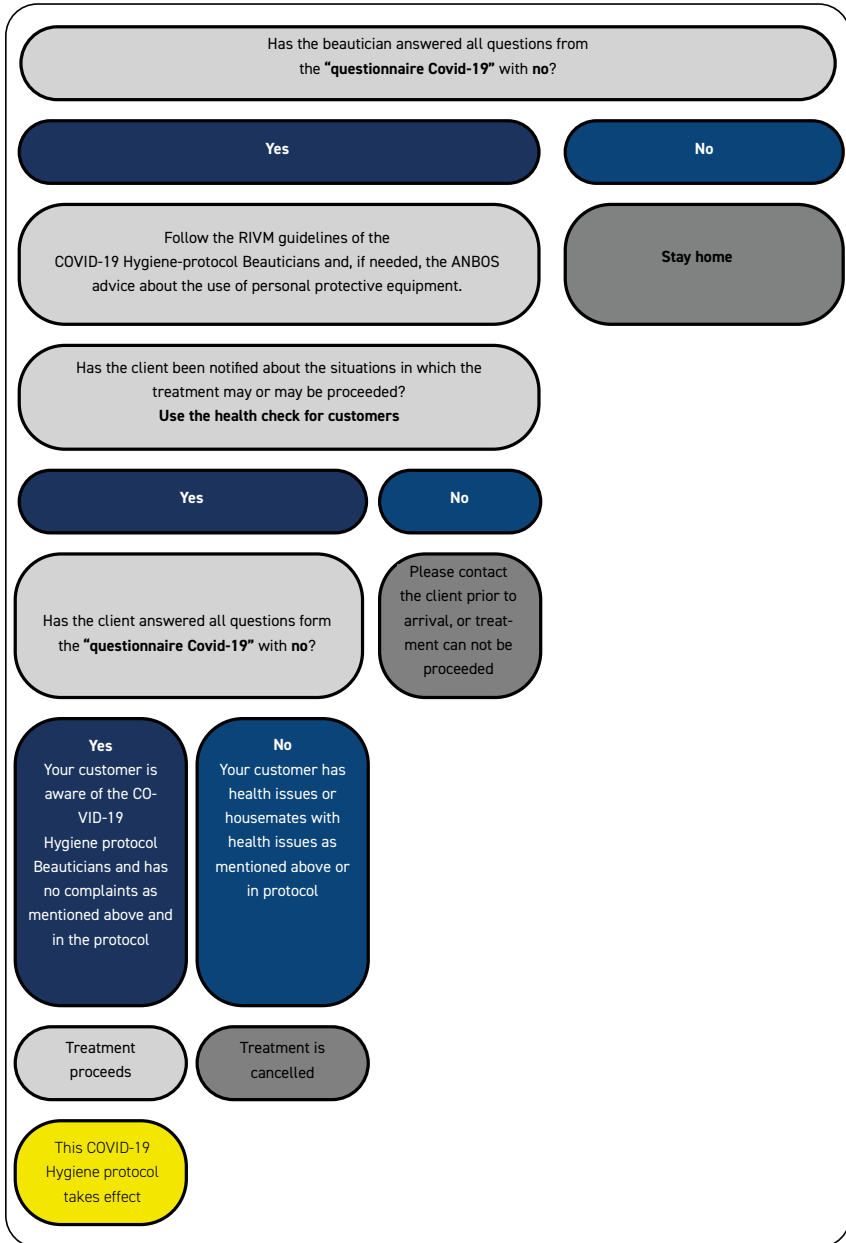 Has the beautician answered all questions from
the “questionnaire Covid-19” with no?
Yes
No
Follow the RIVM guidelines of the
COVID-19 Hygiene-protocol Beauticians and, if needed, the ANBOS
advice about the use of personal protective equipment.
Stay home
Has the client been notified about the situations in which the
treatment may or may be proceeded?
Use the health check for customers
Yes
No
Has the client answered all questions form
the “questionnaire Covid-19” with no?
Please contact
the client prior to
arrival, or treat-
ment can not be
proceeded
Yes
Your customer is
aware of the CO-
VID-19
Hygiene protocol
Beauticians and has
no complaints as
mentioned above and
in the protocol
No
Your customer has
health issues or
housemates with
health issues as
mentioned above or
in protocol
Treatment
proceeds
Treatment is
cancelled
This COVID-19
Hygiene protocol
takes effect